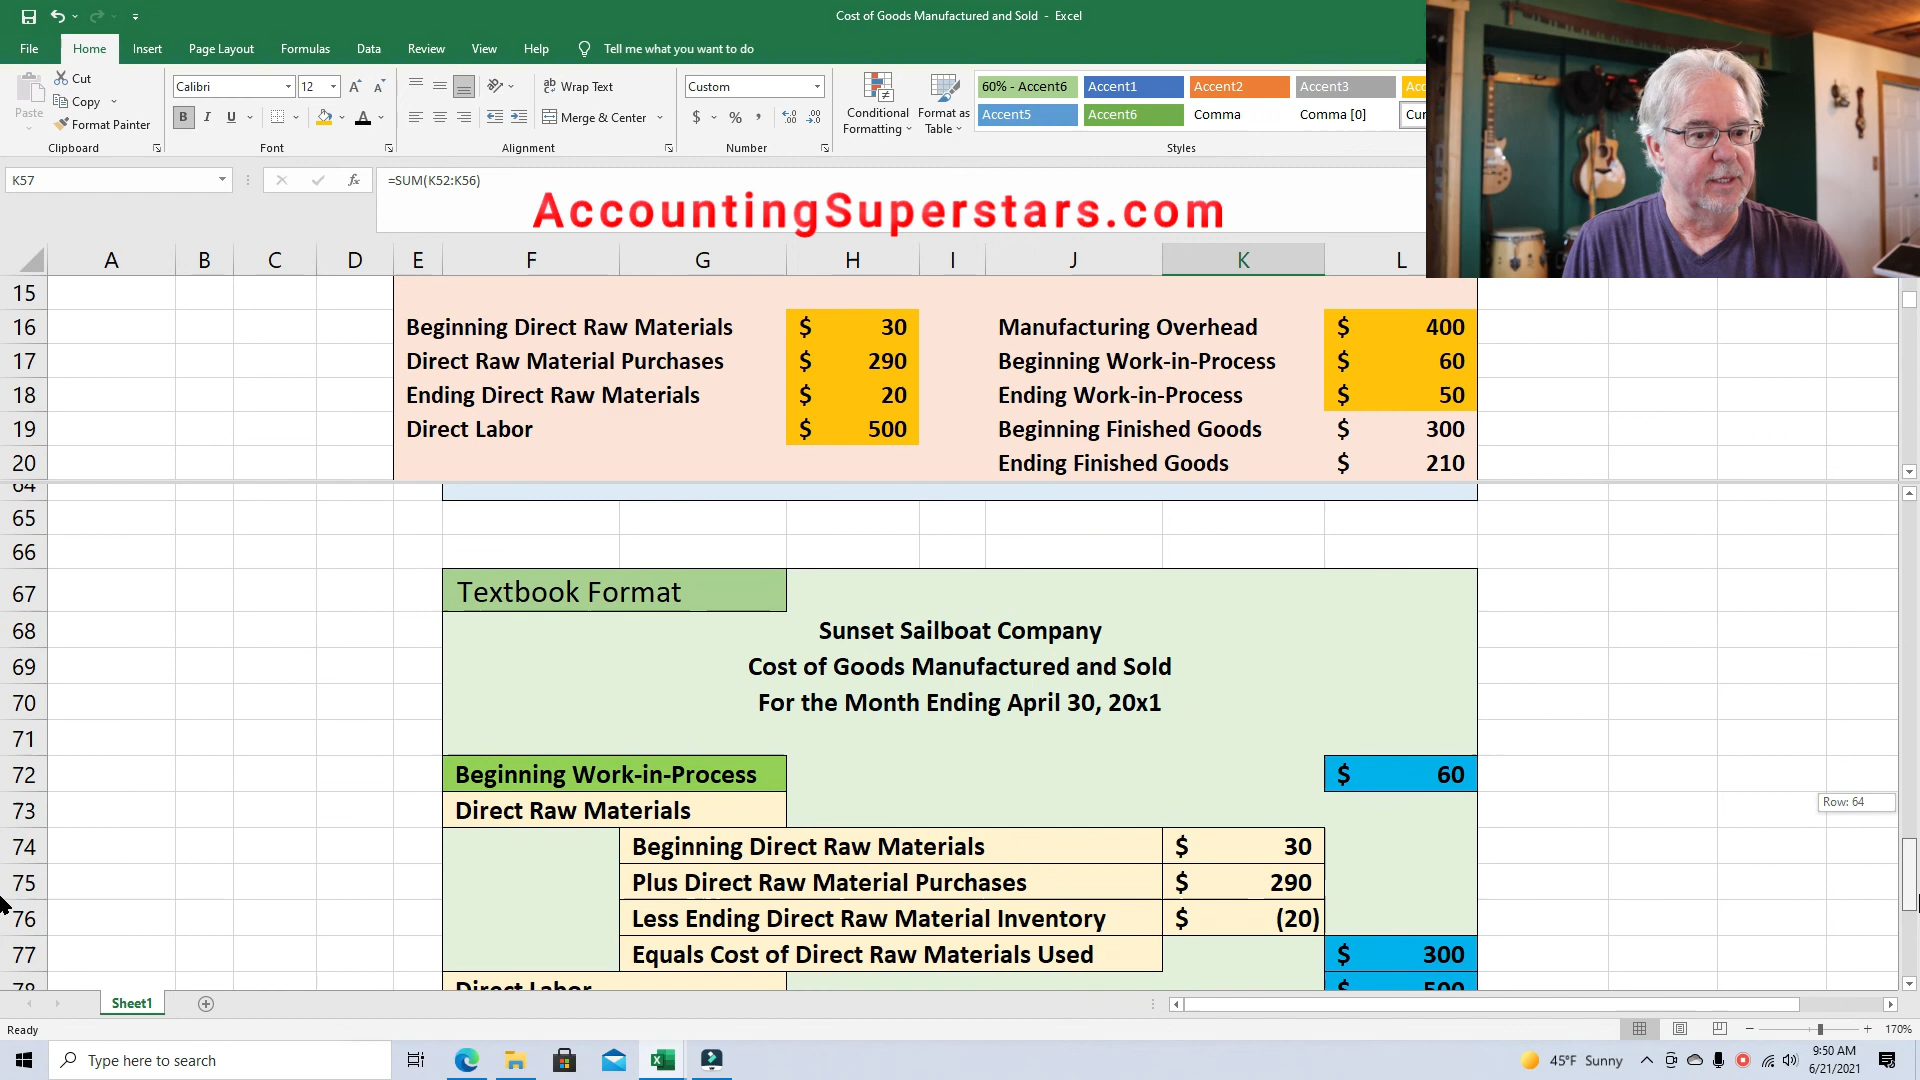 Cost of Goods Manufactured and Sold - Excel
File Home Insert Page Layout Formulas Data Review View Help Tell me what you want to do
Paste
Cut
Copy
Format Painter
Clipboard
Calibri 12
B I U
Font
Wrap Text
Merge & Center
Alignment
Custom
$ % ,
Number
Conditional Formatting
Format as Table
60% - Accent6 Accent1 Accent2 Accent3
Accent5 Accent6 Comma Comma [0]
Styles
K57 fx =SUM(K52:K56)
AccountingSuperstars.com
A B C D E F G H I J K L
15
16 Beginning Direct Raw Materials $ 30 Manufacturing Overhead $ 400
17 Direct Raw Material Purchases $ 290 Beginning Work-in-Process $ 60
18 Ending Direct Raw Materials $ 20 Ending Work-in-Process $ 50
19 Direct Labor $ 500 Beginning Finished Goods $ 300
20 Ending Finished Goods $ 210
64
65
66
67 Textbook Format
68 Sunset Sailboat Company
69 Cost of Goods Manufactured and Sold
70 For the Month Ending April 30, 20x1
71
72 Beginning Work-in-Process $ 60
73 Direct Raw Materials
Row: 64
74 Beginning Direct Raw Materials $ 30
75 Plus Direct Raw Material Purchases $ 290
76 Less Ending Direct Raw Material Inventory $ (20)
77 Equals Cost of Direct Raw Materials Used $ 300
78 Direct Labor $ 500
Sheet1
Ready
170%
Type here to search
45°F Sunny
9:50 AM
6/21/2021